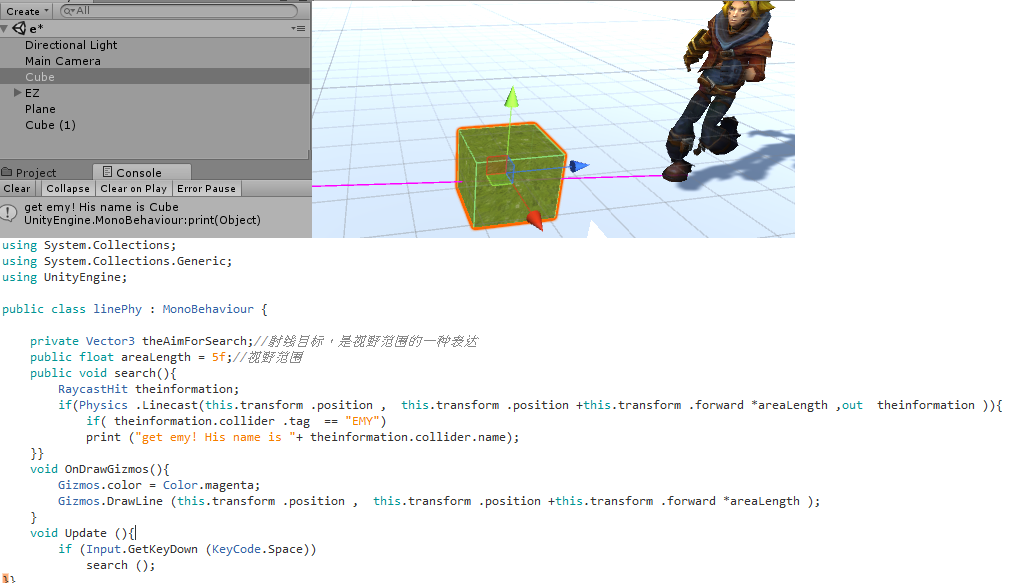 Create
All
e*
Directional Light
Main Camera
Cube
EZ
Plane
Cube (1)
Project
Console
Clear Collapse Clear on Play Error Pause
get emy! His name is Cube
UnityEngine.MonoBehaviour:print(Object)
using System.Collections;
using System.Collections.Generic;
using UnityEngine;
public class linePhy : MonoBehaviour {
private Vector3 theAimForSearch;//射线目标，是视野范围的一种表达
public float areaLength = 5f;//视野范围
public void search(){
RaycastHit theinformation;
if(Physics .Linecast(this.transform .position , this.transform .position +this.transform .forward *areaLength ,out theinformation )){
if( theinformation.collider .tag == "EMY")
print ("get emy! His name is "+ theinformation.collider.name);
}}
void OnDrawGizmos(){
Gizmos.color = Color.magenta;
Gizmos.DrawLine (this.transform .position , this.transform .position +this.transform .forward *areaLength );
}
void Update (){
if (Input.GetKeyDown (KeyCode.Space))
search ();
}}